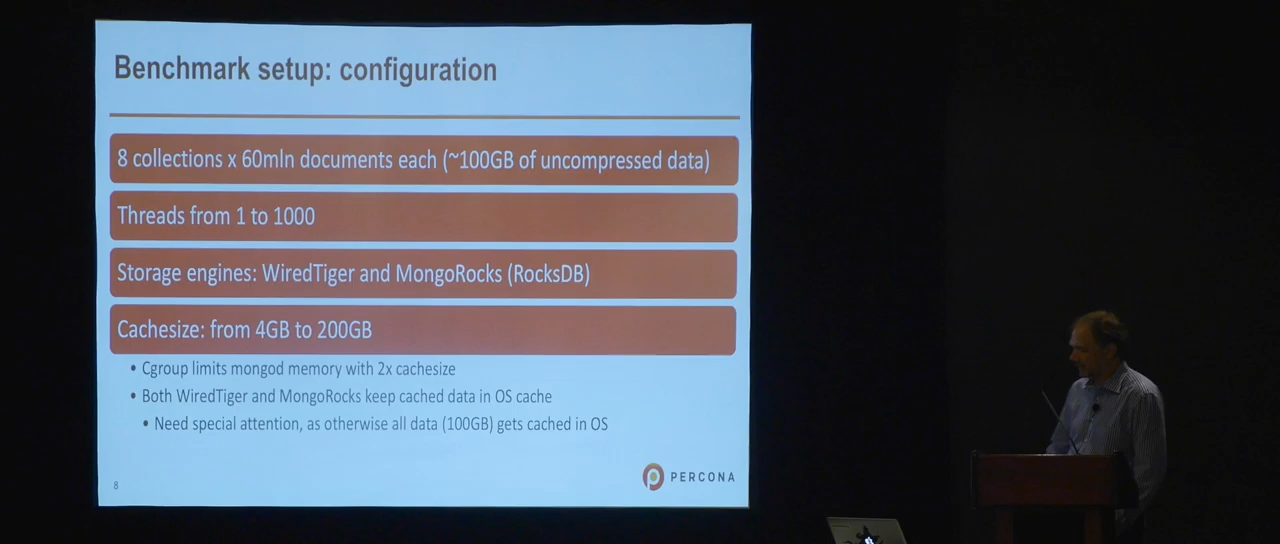 Benchmark setup: configuration
8 collections x 60mln documents each (~100GB of uncompressed data)
Threads from 1 to 1000
Storage engines: WiredTiger and MongoRocks (RocksDB)
Cachesize: from 4GB to 200GB
• Cgroup limits mongod memory with 2x cachesize
• Both WiredTiger and MongoRocks keep cached data in OS cache
• Need special attention, as otherwise all data (100GB) gets cached in OS
8
PERCONA